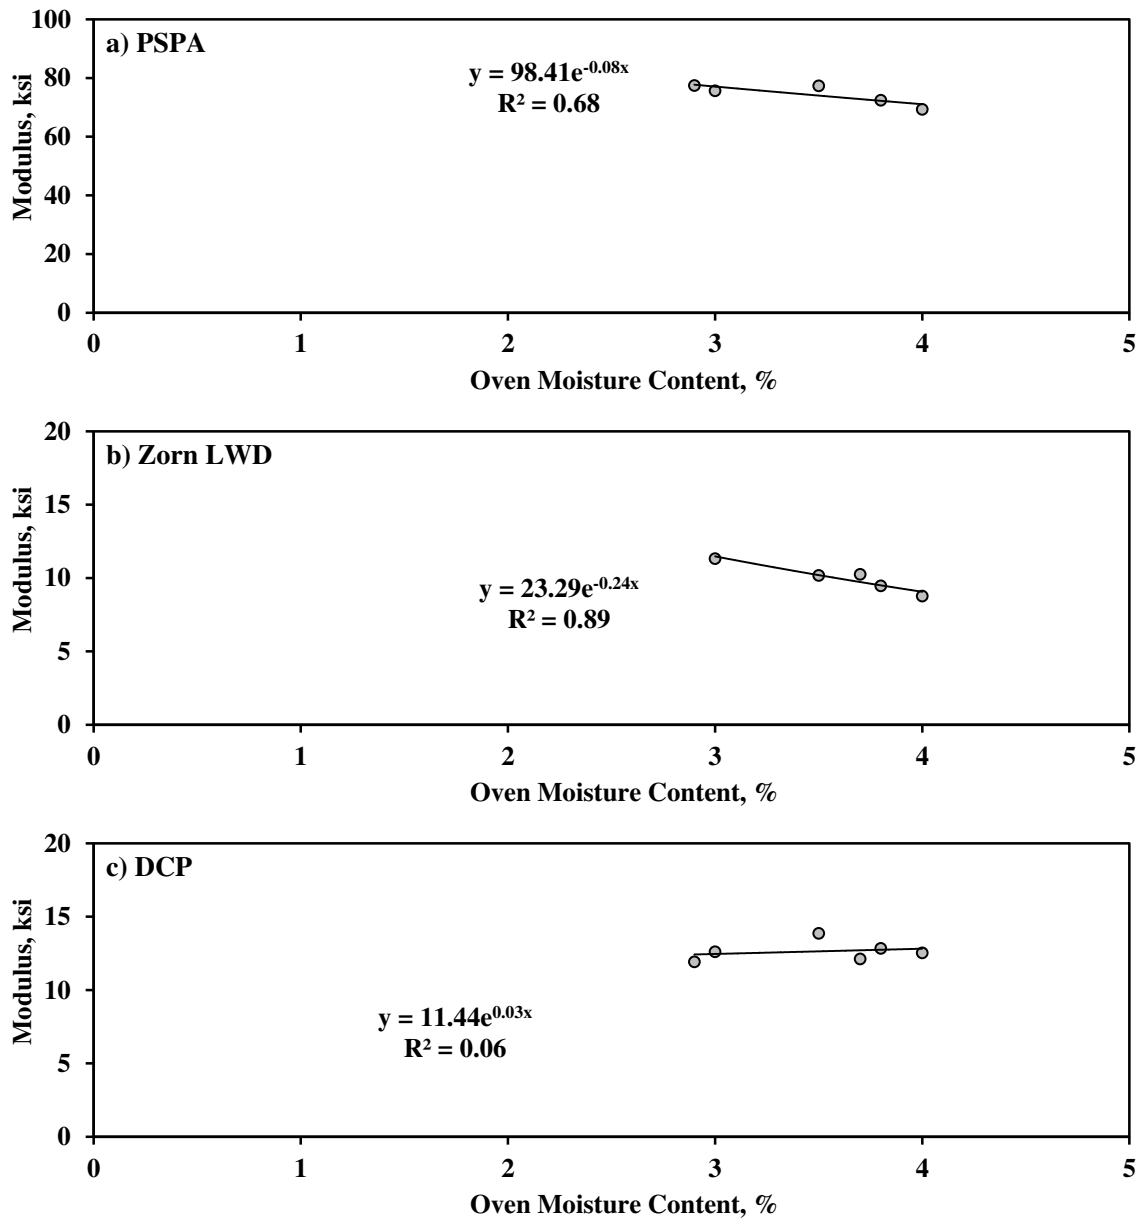 a) PSPA
y = 98.41e^-0.08x
R² = 0.68
Modulus, ksi
100
80
60
40
20
0
0 1 2 3 4 5
Oven Moisture Content, %
b) Zorn LWD
y = 23.29e^-0.24x
R² = 0.89
Modulus, ksi
20
15
10
5
0
0 1 2 3 4 5
Oven Moisture Content, %
c) DCP
y = 11.44e^0.03x
R² = 0.06
Modulus, ksi
20
15
10
5
0
0 1 2 3 4 5
Oven Moisture Content, %